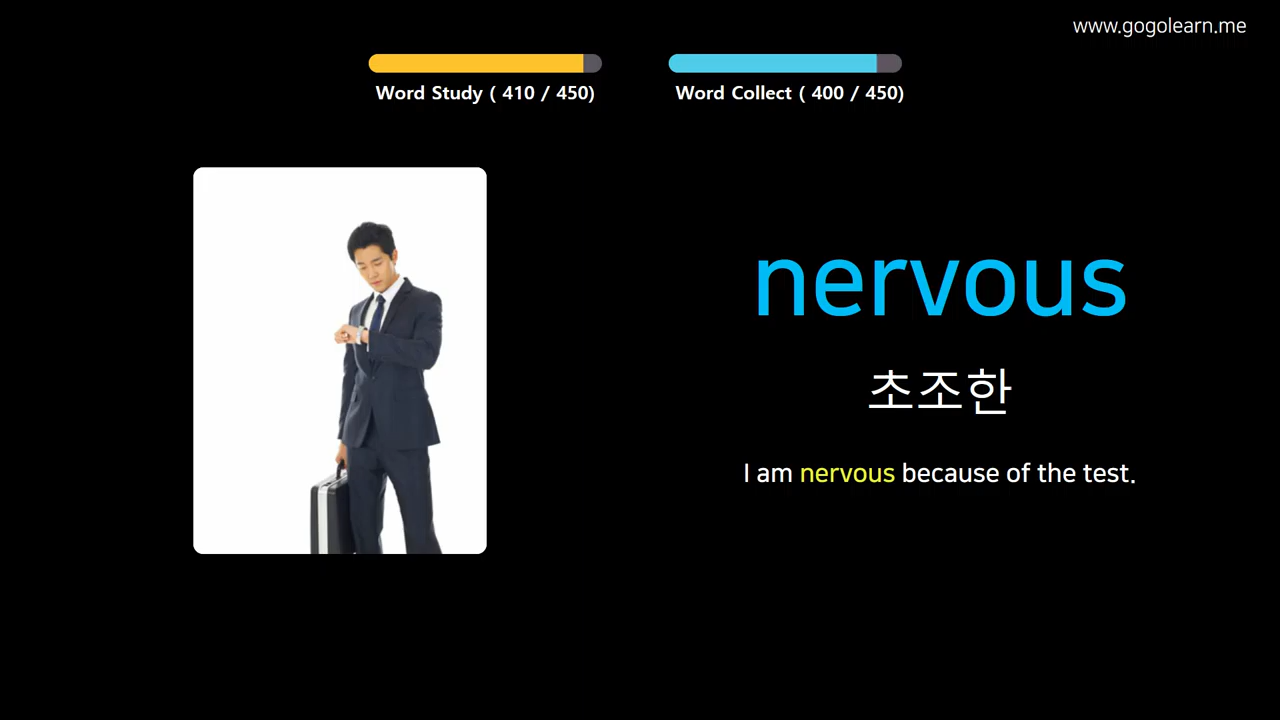 www.gogolearn.me
Word Study ( 410 / 450)
Word Collect ( 400 / 450)
nervous
초조한
I am nervous because of the test.